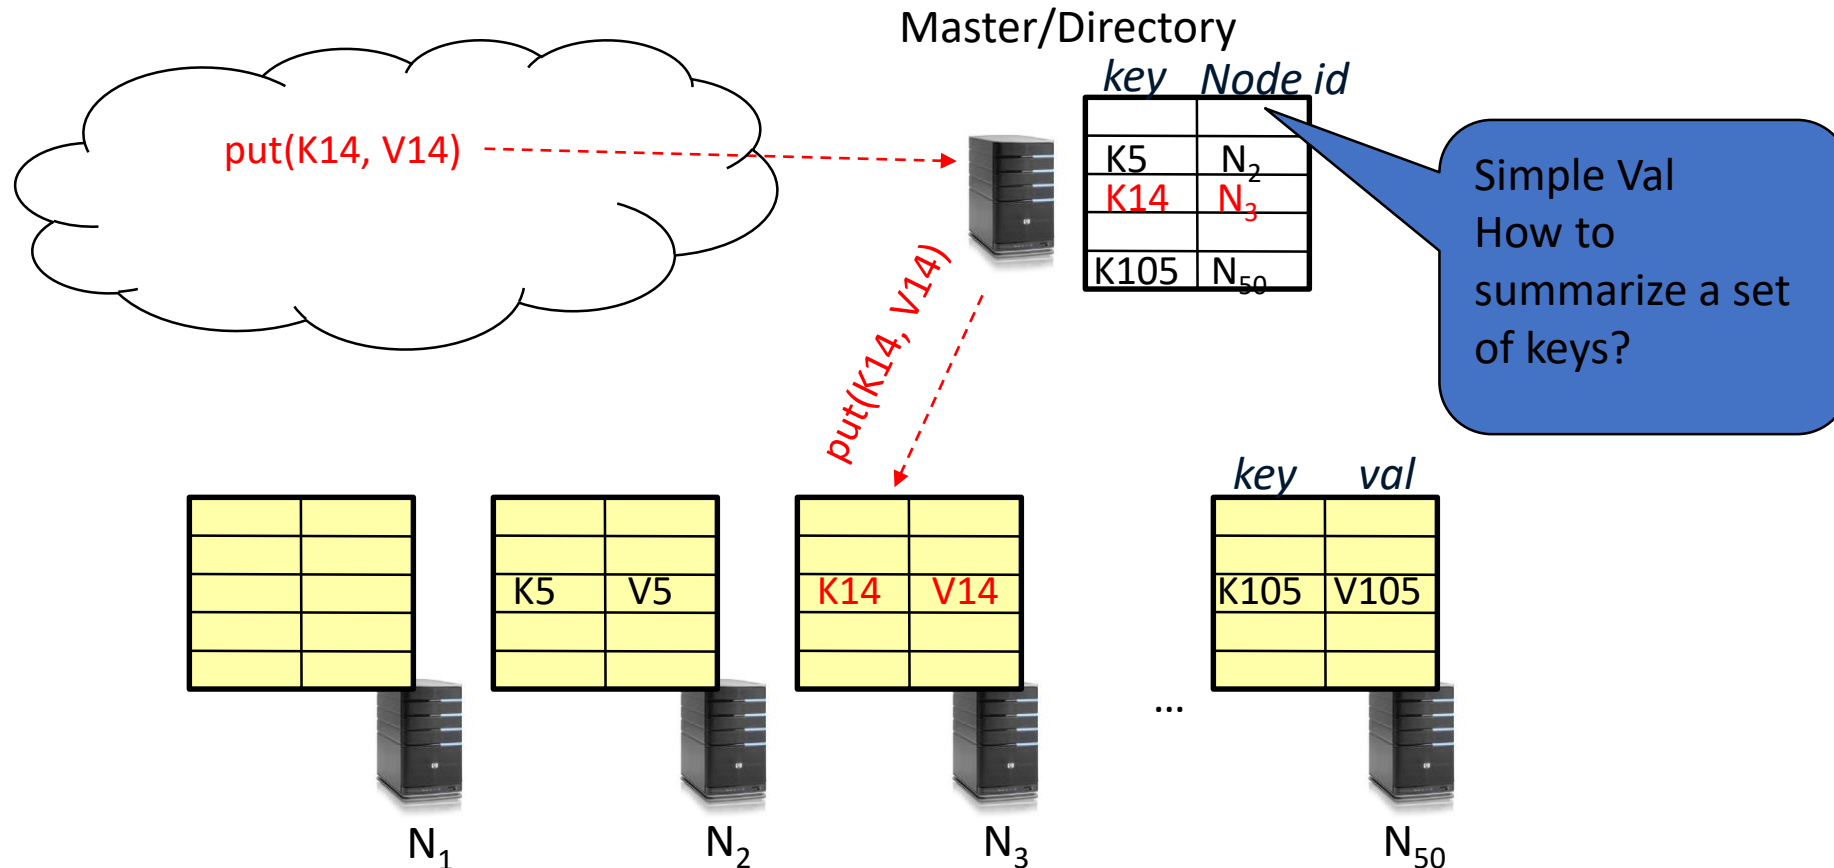 Master/Directory
key Node id
put(K14, V14)
K5 N2
K14 N3
K105 N50
Simple Val
How to
summarize a set
of keys?
put(K14, V14)
key val
K5 V5
K14 V14
K105 V105
...
N1
N2
N3
N50